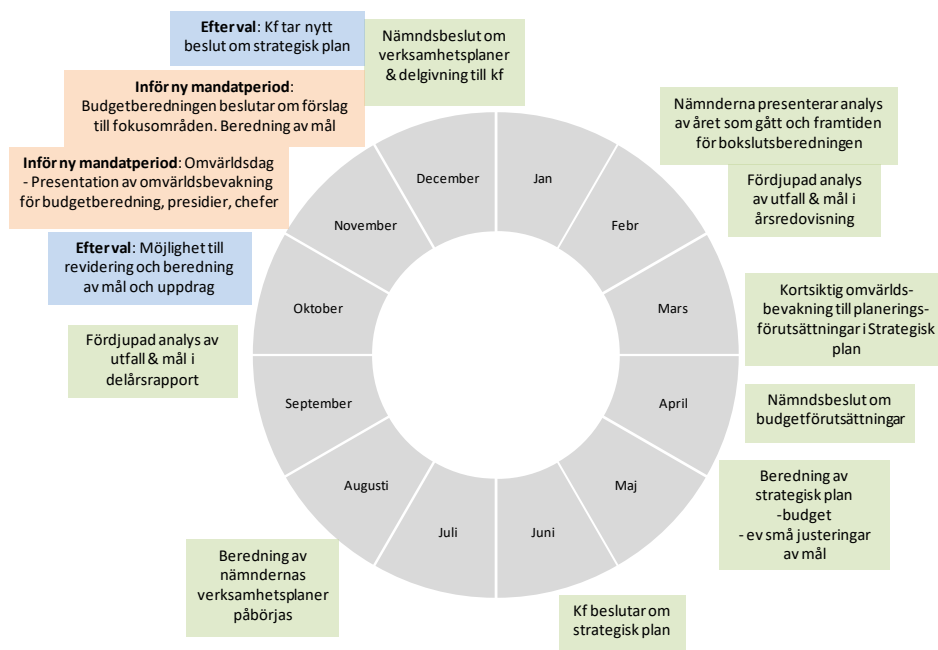 Efter val: Kf tar nytt
beslut om strategisk plan
Nämndsbeslut om
verksamhetsplaner
& delgivning till kf
Inför ny mandatperiod:
Budgetberedningen beslutar om förslag
till fokusområden. Beredning av mål
Nämnderna presenterar analys
av året som gått och framtiden
för bokslutsberedningen
Inför ny mandatperiod: Omvärldsdag
- Presentation av omvärldsbevakning
för budgetberedning, presidier, chefer
Fördjupad analys
av utfall & mål i
årsredovisning
Efter val: Möjlighet till
revidering och beredning
av mål och uppdrag
Kortsiktig omvärlds-
bevakning till planerings-
förutsättningar i Strategisk
plan
Fördjupad analys av
utfall & mål i
delårsrapport
Nämndsbeslut om
budgetförutsättningar
Beredning av
strategisk plan
-budget
- ev små justeringar
av mål
Beredning av
nämndernas
verksamhetsplaner
påbörjas
Kf beslutar om
strategisk plan
Jan
Febr
Mars
April
Maj
Juni
Juli
Augusti
September
Oktober
November
December